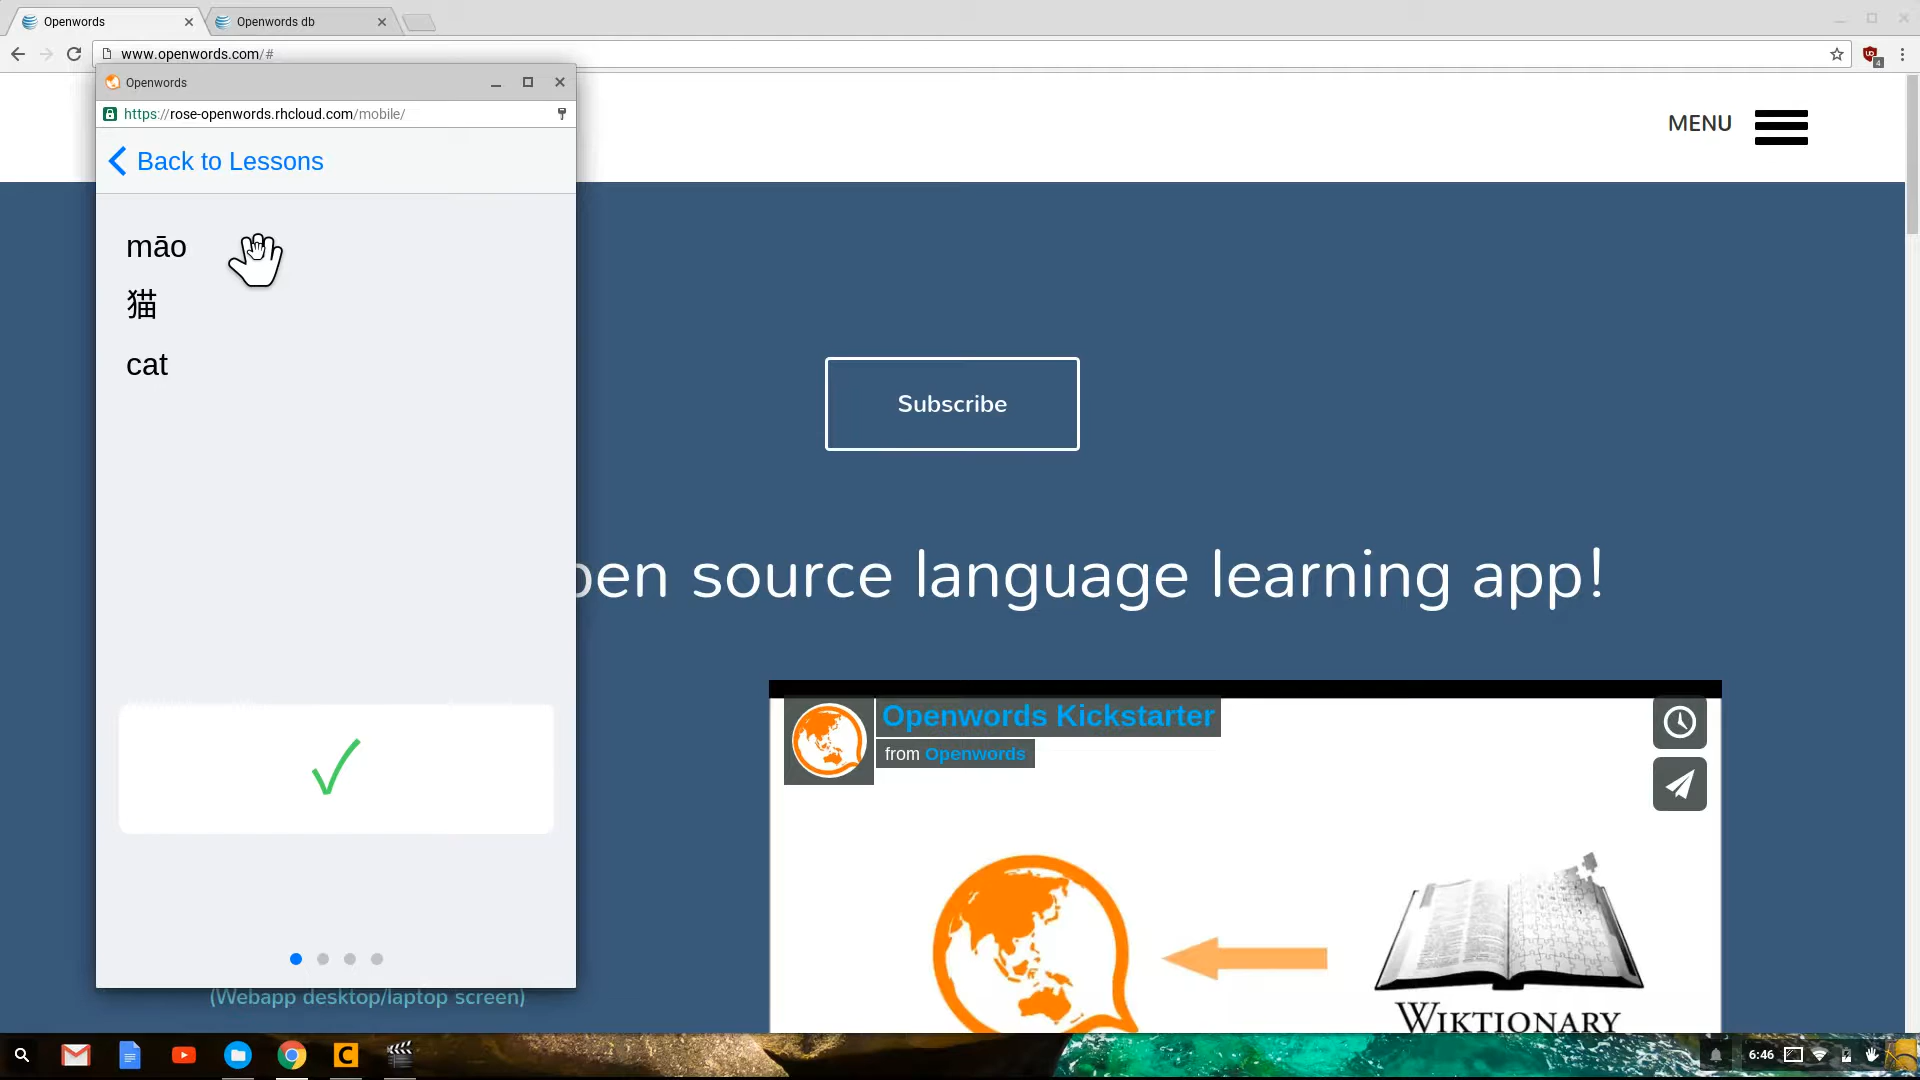 Openwords
Openwords db
www.openwords.com/#
Openwords
https://rose-openwords.rhcloud.com/mobile/
4
Back to Lessons
MENU
māo
猫
cat
Subscribe
pen source language learning app!
Openwords Kickstarter
from Openwords
WIKTIONARY
(Webapp desktop/laptop screen)
6:46